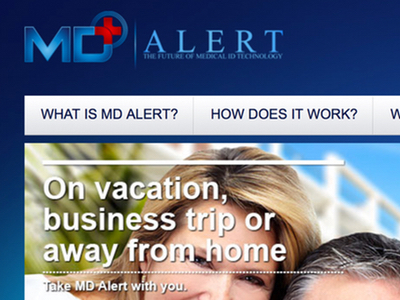 MD
ALERT
THE FUTURE OF MEDICAL ID TECHNOLOGY
WHAT IS MD ALERT? HOW DOES IT WORK? W
On vacation,
business trip or
away from home
Take MD Alert with you.